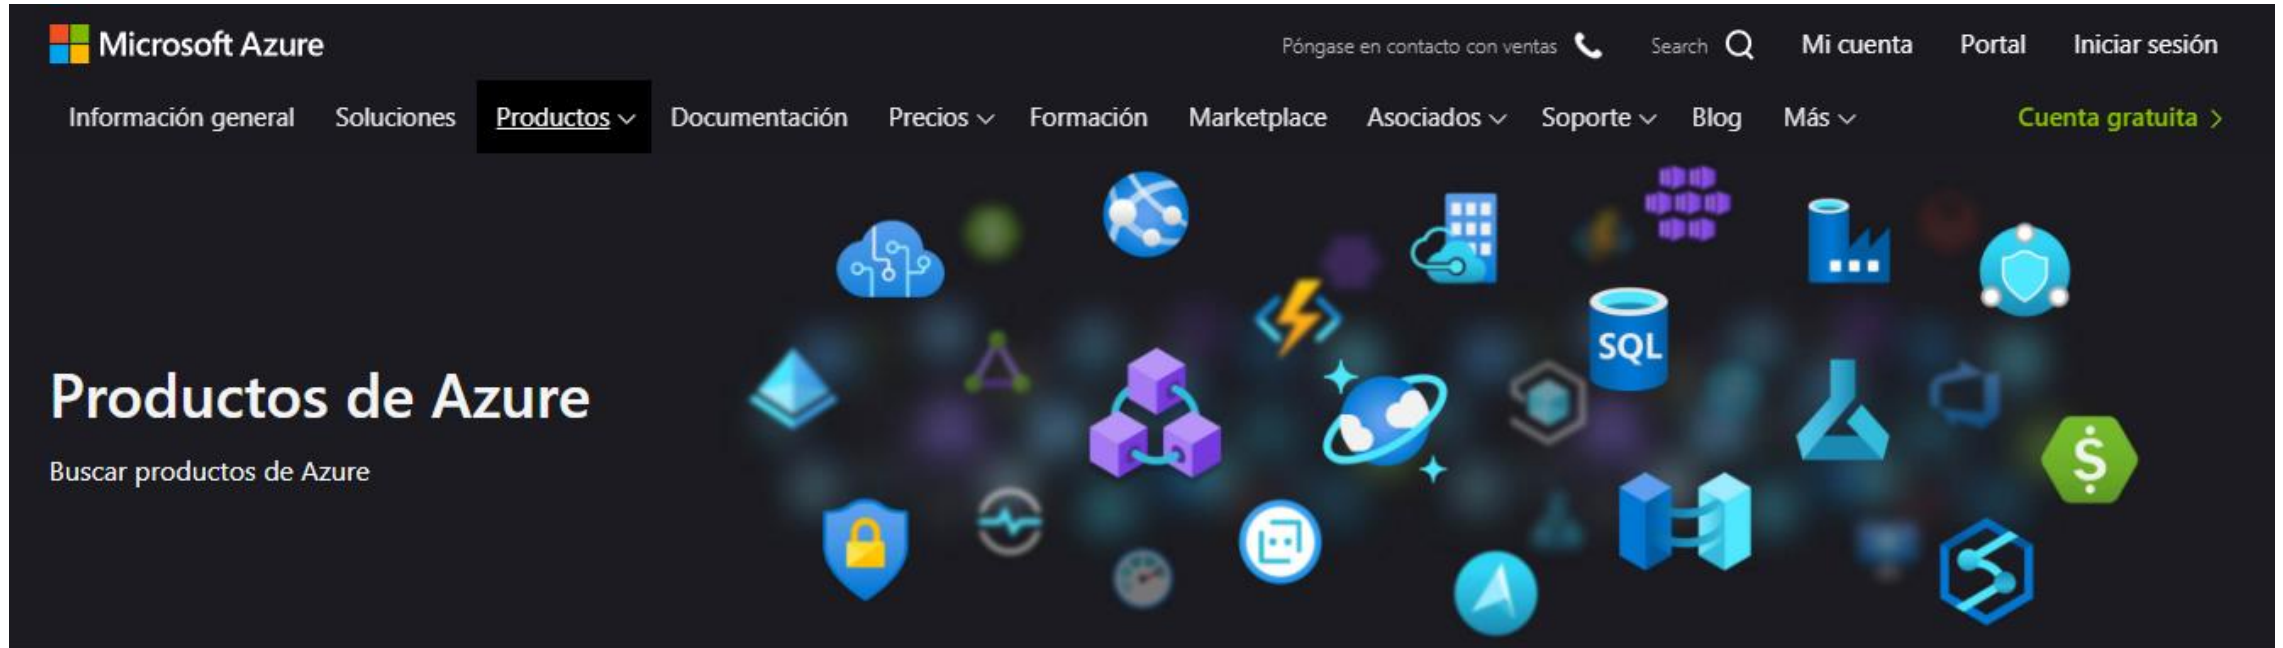 Microsoft Azure
Póngase en contacto con ventas Search Mi cuenta Portal Iniciar sesión
Información general Soluciones Productos Documentación Precios Formación Marketplace Asociados Soporte Blog Más Cuenta gratuita
SQL
Productos de Azure
Buscar productos de Azure